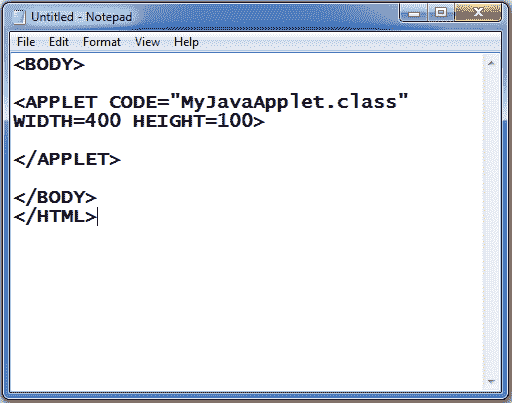 Untitled - Notepad
File Edit Format View Help
<BODY>
<APPLET CODE="MyJavaApplet.class"
WIDTH=400 HEIGHT=100>
</APPLET>
</BODY>
</HTML>